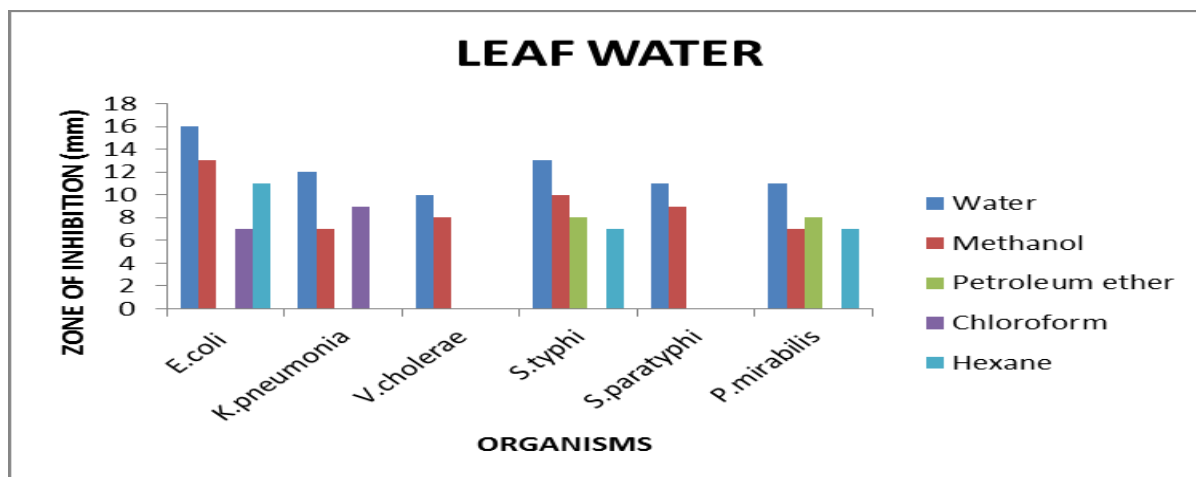 LEAF WATER
ZONE OF INHIBITION (mm)
18
16
14
12
10
8
6
4
2
0
E.coli
K.pneumonia
V.cholerae
S.typhi
S.paratyphi
P.mirabilis
ORGANISMS
Water
Methanol
Petroleum ether
Chloroform
Hexane